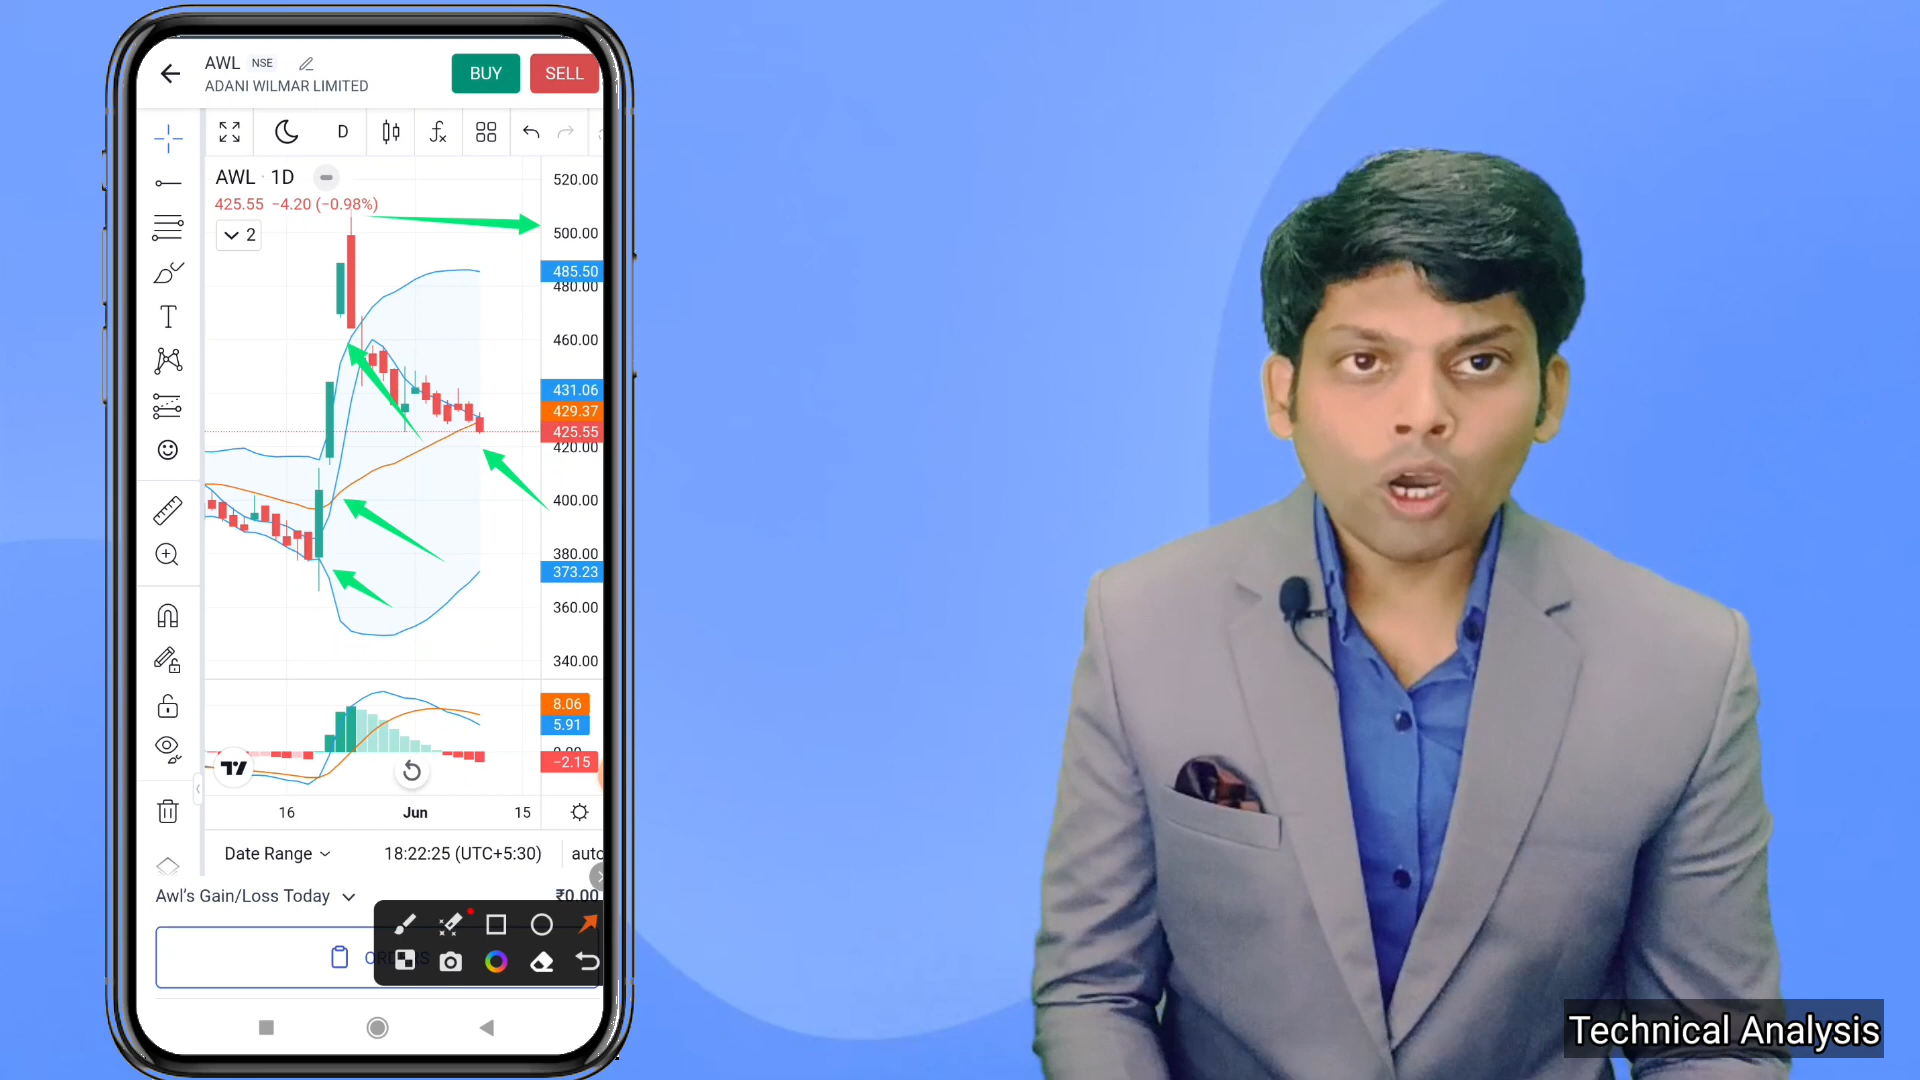 AWL NSE
ADANI WILMAR LIMITED
BUY
SELL
D
AWL · 1D
425.55 −4.20 (−0.98%)
2
520.00
500.00
485.50
480.00
460.00
431.06
429.37
425.55
420.00
400.00
380.00
373.23
360.00
340.00
8.06
5.91
−2.15
16
Jun
15
Date Range
18:22:25 (UTC+5:30)
auto
Awl's Gain/Loss Today
₹0.00
Technical Analysis